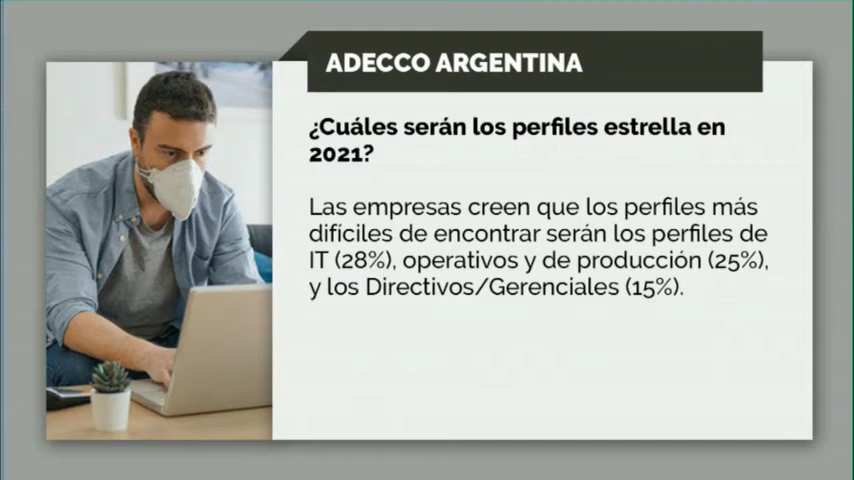 ADECCO ARGENTINA
¿Cuáles serán los perfiles estrella en
2021?
Las empresas creen que los perfiles más
difíciles de encontrar serán los perfiles de
IT (28%), operativos y de producción (25%),
y los Directivos/Gerenciales (15%).